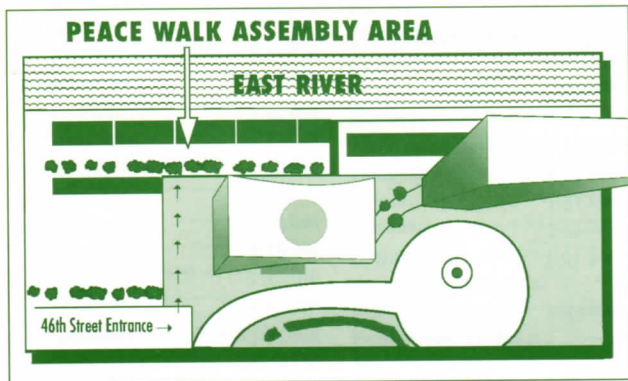 PEACE WALK ASSEMBLY AREA
EAST RIVER
46th Street Entrance →